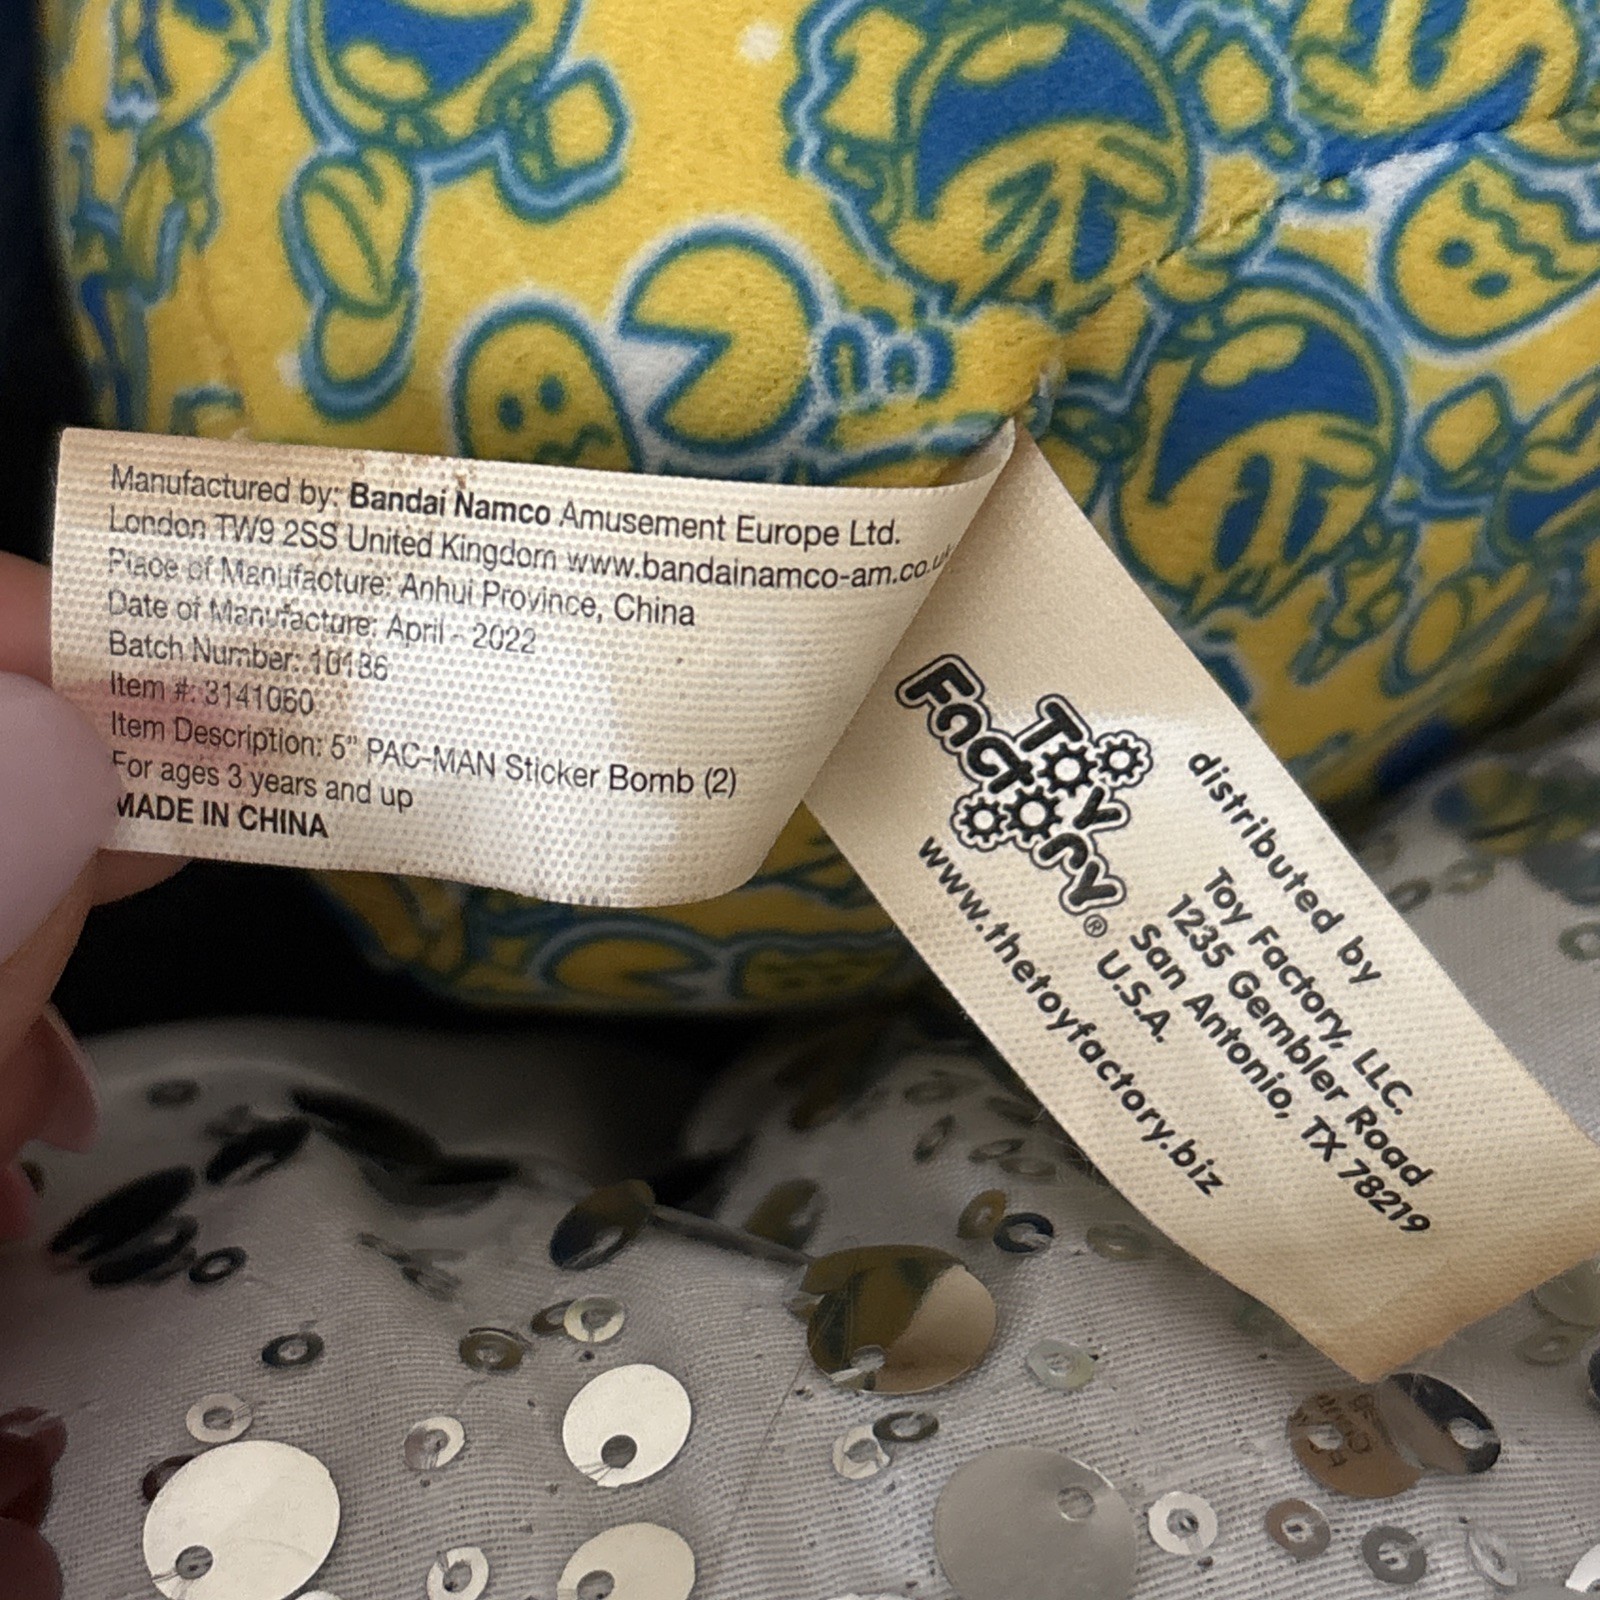 Manufactured by: Bandai Namco Amusement Europe Ltd.
London TW9 2SS United Kingdom www.bandainamco-am.co.uk
Place of Manufacture: Anhui Province, China
Date of Manufacture: April - 2022
Batch Number: 10186
Item #: 3141060
Item Description: 5" PAC-MAN Sticker Bomb (2)
For ages 3 years and up
MADE IN CHINA
Toy
Factory®
distributed by
Toy Factory, LLC.
1235 Gembler Road
San Antonio, TX 78219
U.S.A.
www.thetoyfactory.biz